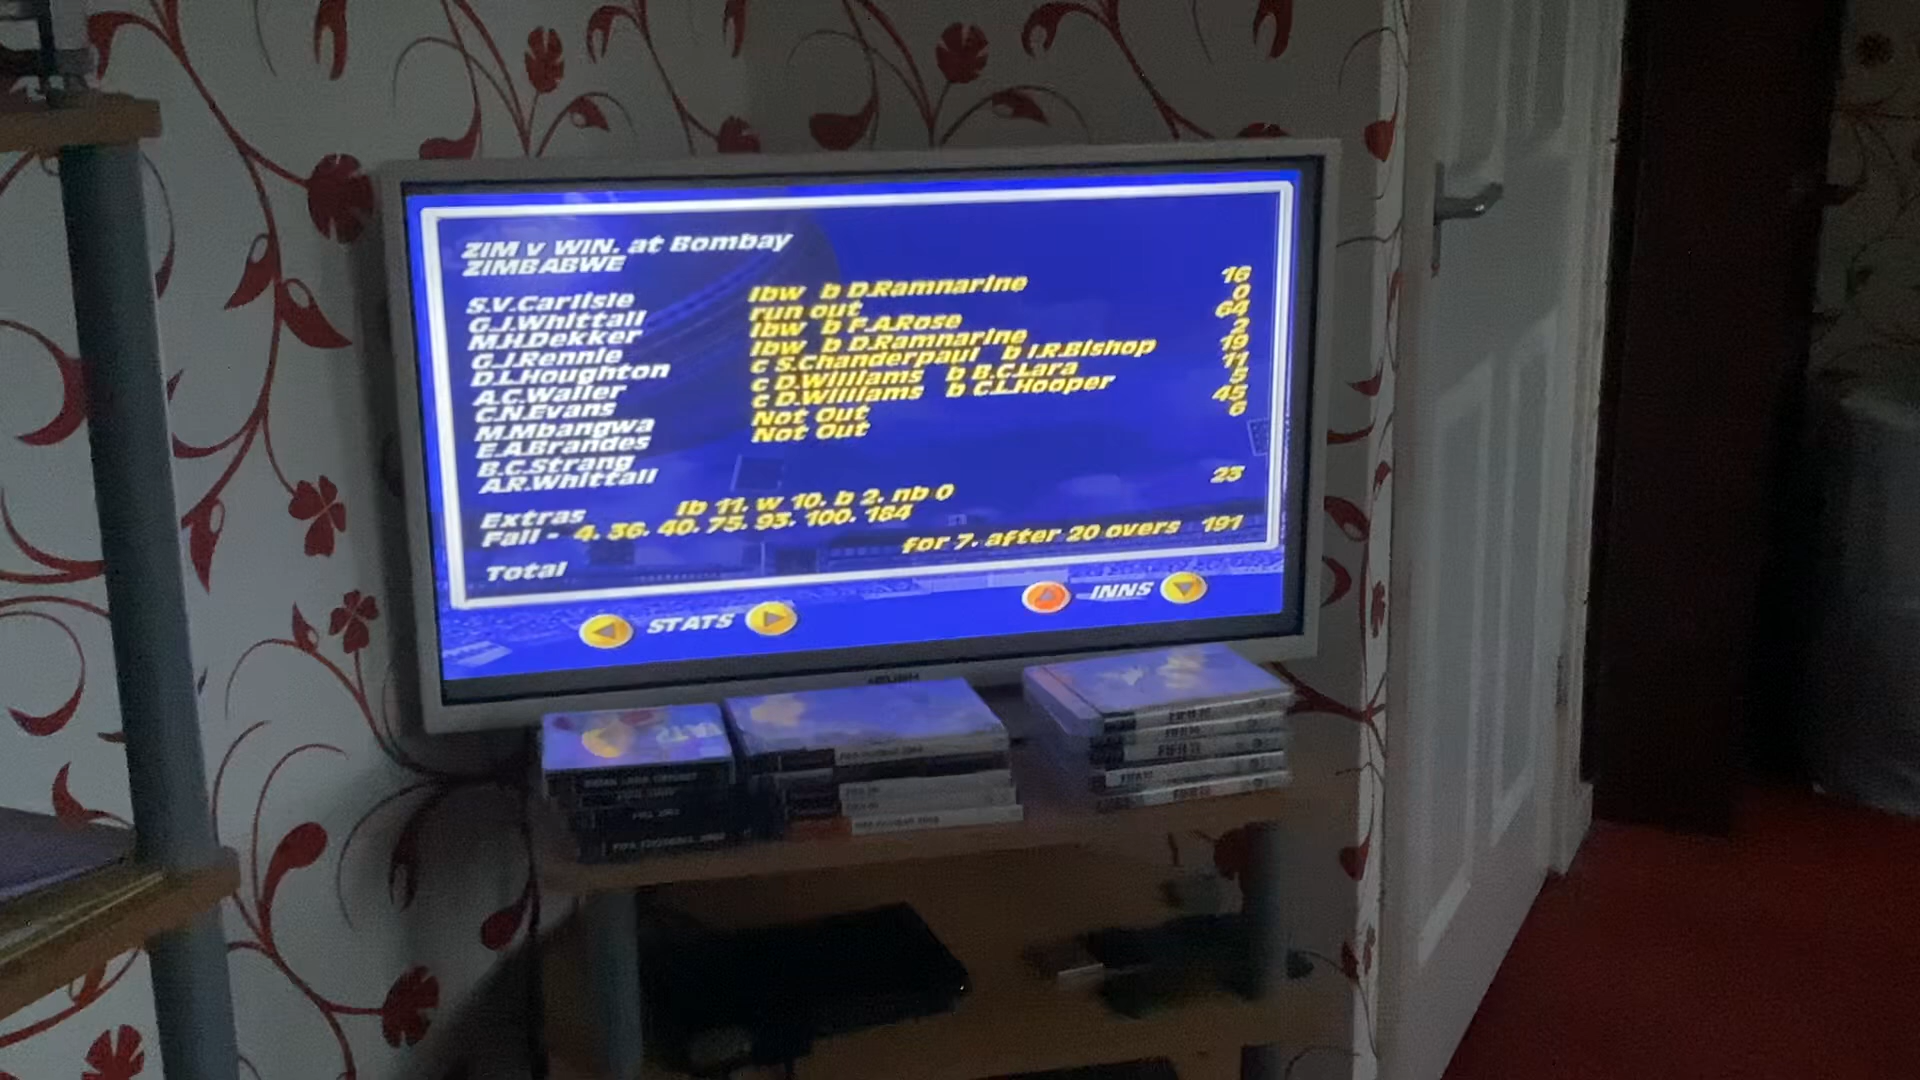 ZIM v WIN. at Bombay
ZIMBABWE
S.V.Carlisle lbw b D.Ramnarine 16
G.J.Whittall run out 0
M.H.Dekker lbw b F.A.Rose 64
G.J.Rennie lbw b D.Ramnarine 2
D.L.Houghton c S.Chanderpaul b I.R.Bishop 19
A.C.Waller c D.Williams b B.C.Lara 11
C.N.Evans c D.Williams b C.L.Hooper 5
M.Mbangwa Not Out 45
E.A.Brandes Not Out 6
B.C.Strang
A.R.Whittall
Extras lb 11. w 10. b 2. nb 0 23
Fall - 4. 36. 40. 75. 93. 100. 184
Total for 7. after 20 overs 191
STATS INNS